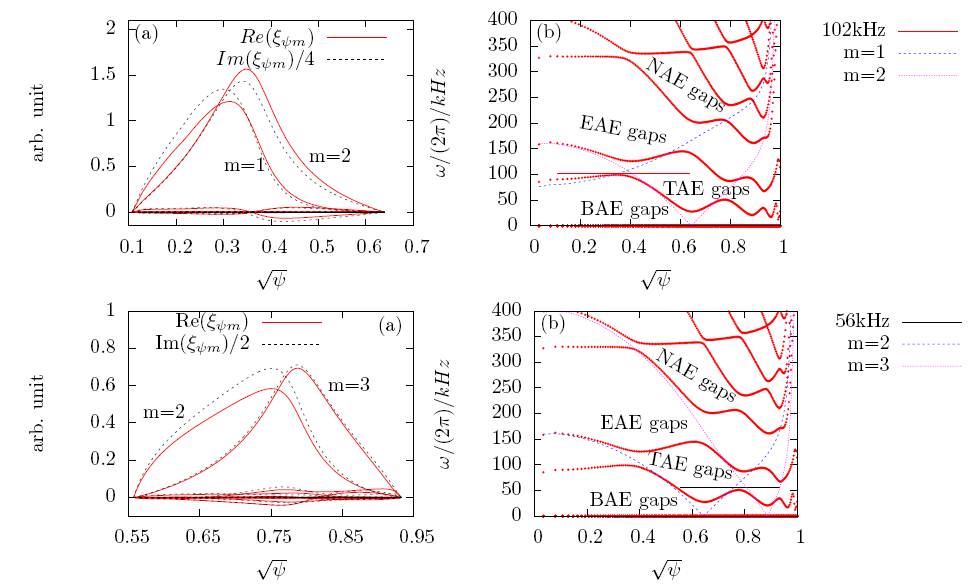 (a)
Re(ξψm)
Im(ξψm)/4
m=1
m=2
arb. unit
2
1.5
1
0.5
0
0.1 0.2 0.3 0.4 0.5 0.6 0.7
√ψ
(b)
NAE gaps
EAE gaps
TAE gaps
BAE gaps
ω/(2π)/kHz
400
350
300
250
200
150
100
50
0
0 0.2 0.4 0.6 0.8 1
√ψ
102kHz
m=1
m=2
(a)
Re(ξψm)
Im(ξψm)/2
m=2
m=3
arb. unit
1
0.8
0.6
0.4
0.2
0
0.55 0.65 0.75 0.85 0.95
√ψ
(b)
NAE gaps
EAE gaps
TAE gaps
BAE gaps
ω/(2π)/kHz
400
350
300
250
200
150
100
50
0
0 0.2 0.4 0.6 0.8 1
√ψ
56kHz
m=2
m=3